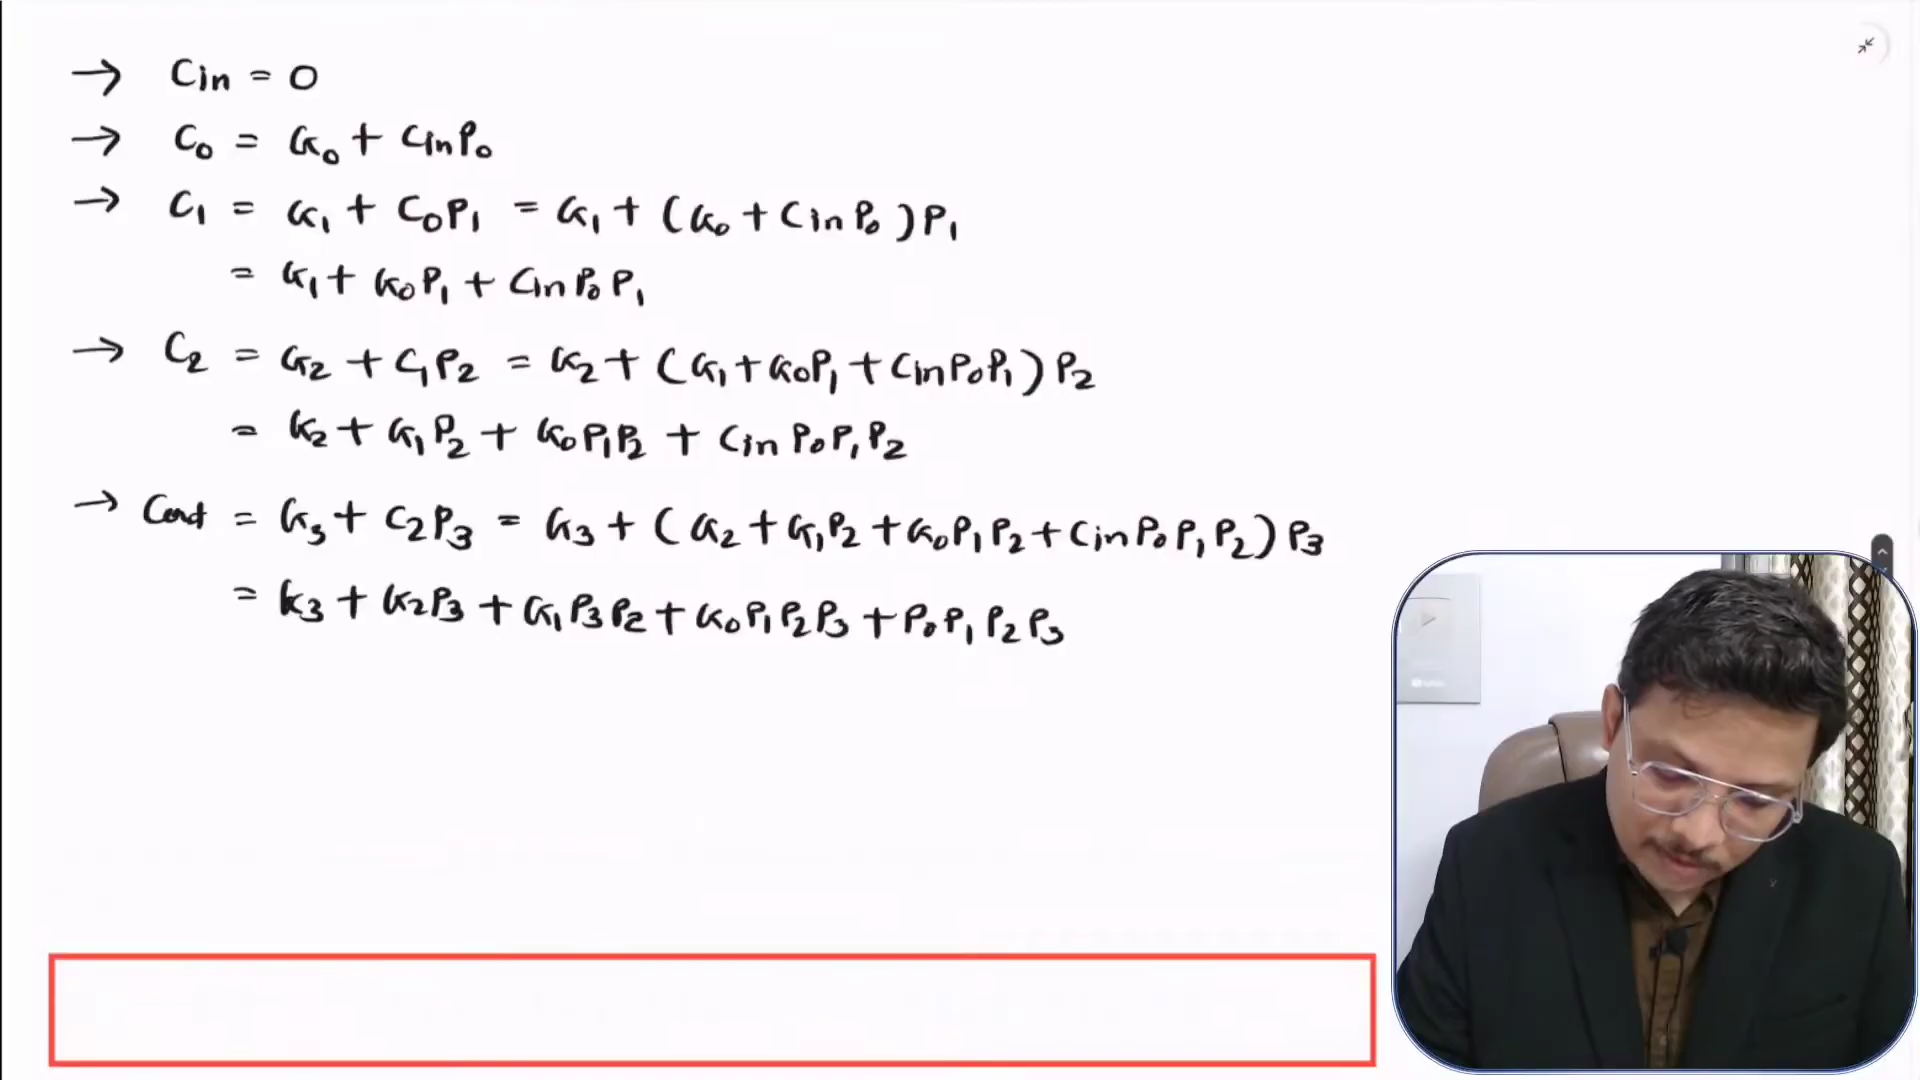 → Cin = 0
→ C0 = G0 + CinP0
→ C1 = G1 + C0P1 = G1 + (G0 + CinP0)P1
= G1 + G0P1 + CinP0P1
→ C2 = G2 + C1P2 = G2 + (G1 + G0P1 + CinP0P1)P2
= G2 + G1P2 + G0P1P2 + CinP0P1P2
→ Cout = G3 + C2P3 = G3 + (G2 + G1P2 + G0P1P2 + CinP0P1P2)P3
= G3 + G2P3 + G1P3P2 + G0P1P2P3 + P0P1P2P3